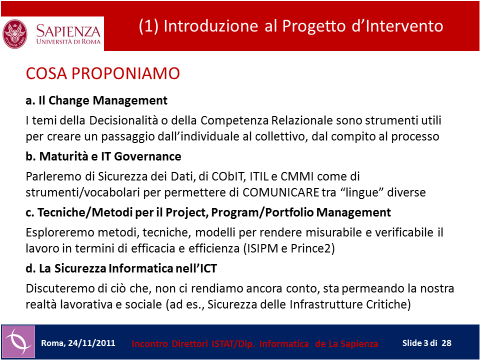 SAPIENZA
UNIVERSITÀ DI ROMA
(1) Introduzione al Progetto d'Intervento
COSA PROPONIAMO
a. Il Change Management
I temi della Decisionalità o della Competenza Relazionale sono strumenti utili
per creare un passaggio dall'individuale al collettivo, dal compito al processo
b. Maturità e IT Governance
Parleremo di Sicurezza dei Dati, di CObIT, ITIL e CMMI come di
strumenti/vocabolari per permettere di COMUNICARE tra “lingue” diverse
c. Tecniche/Metodi per il Project, Program/Portfolio Management
Esploreremo metodi, tecniche, modelli per rendere misurabile e verificabile il
lavoro in termini di efficacia e efficienza (ISIPM e Prince2)
d. La Sicurezza Informatica nell'ICT
Discuteremo di ciò che, non ci rendiamo ancora conto, sta permeando la nostra
realtà lavorativa e sociale (ad es., Sicurezza delle Infrastrutture Critiche)
Roma, 24/11/2011 Incontro Direttori ISTAT/Dip. Informatica de La Sapienza Slide 3 di 28